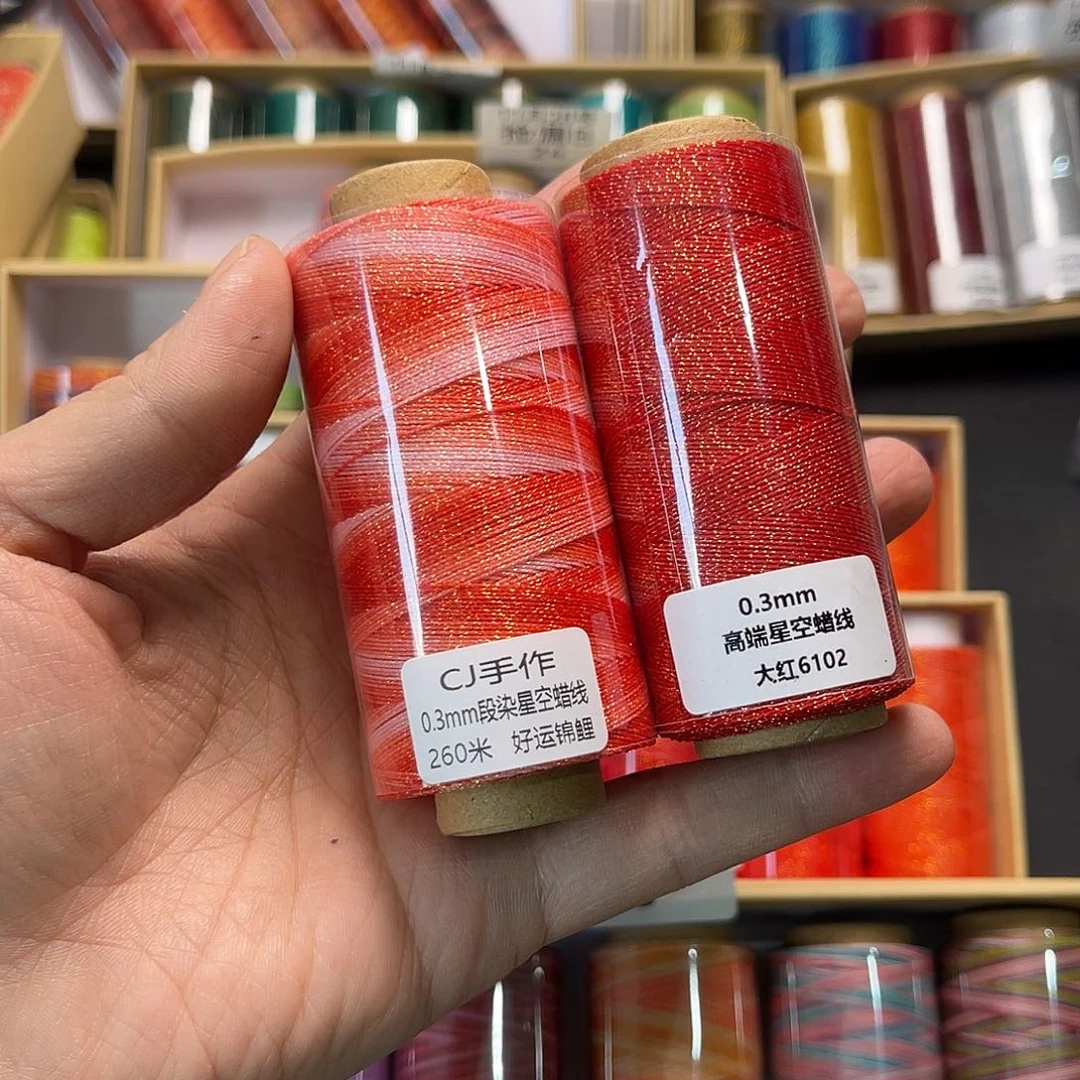 CJ手作
0.3mm段染星空蜡线
260米 好运锦鲤
0.3mm
高端星空蜡线
大红6102